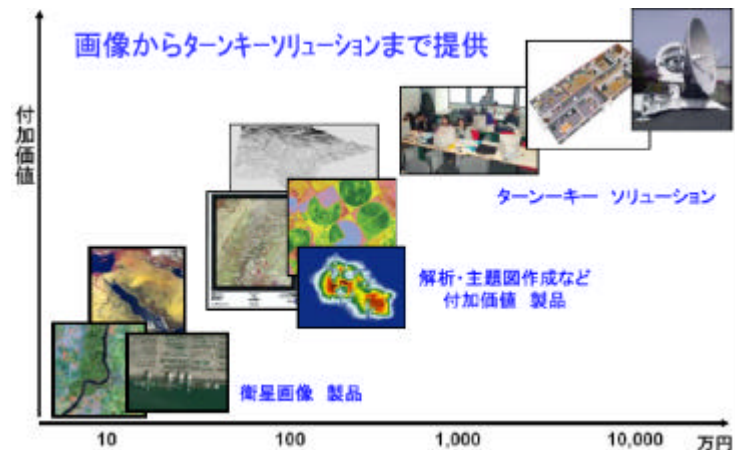 画像からターンキーソリューションまで提供
付加価値
ターンーキー ソリューション
解析・主題図作成など
付加価値 製品
衛星画像 製品
10 100 1,000 10,000 万円